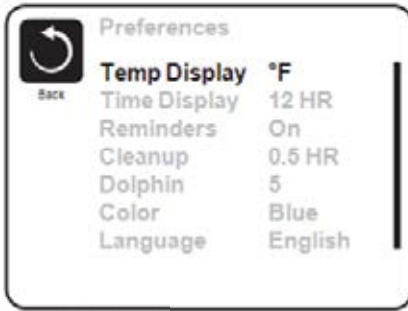 Preferences
Back
Temp Display °F
Time Display 12 HR
Reminders On
Cleanup 0.5 HR
Dolphin 5
Color Blue
Language English